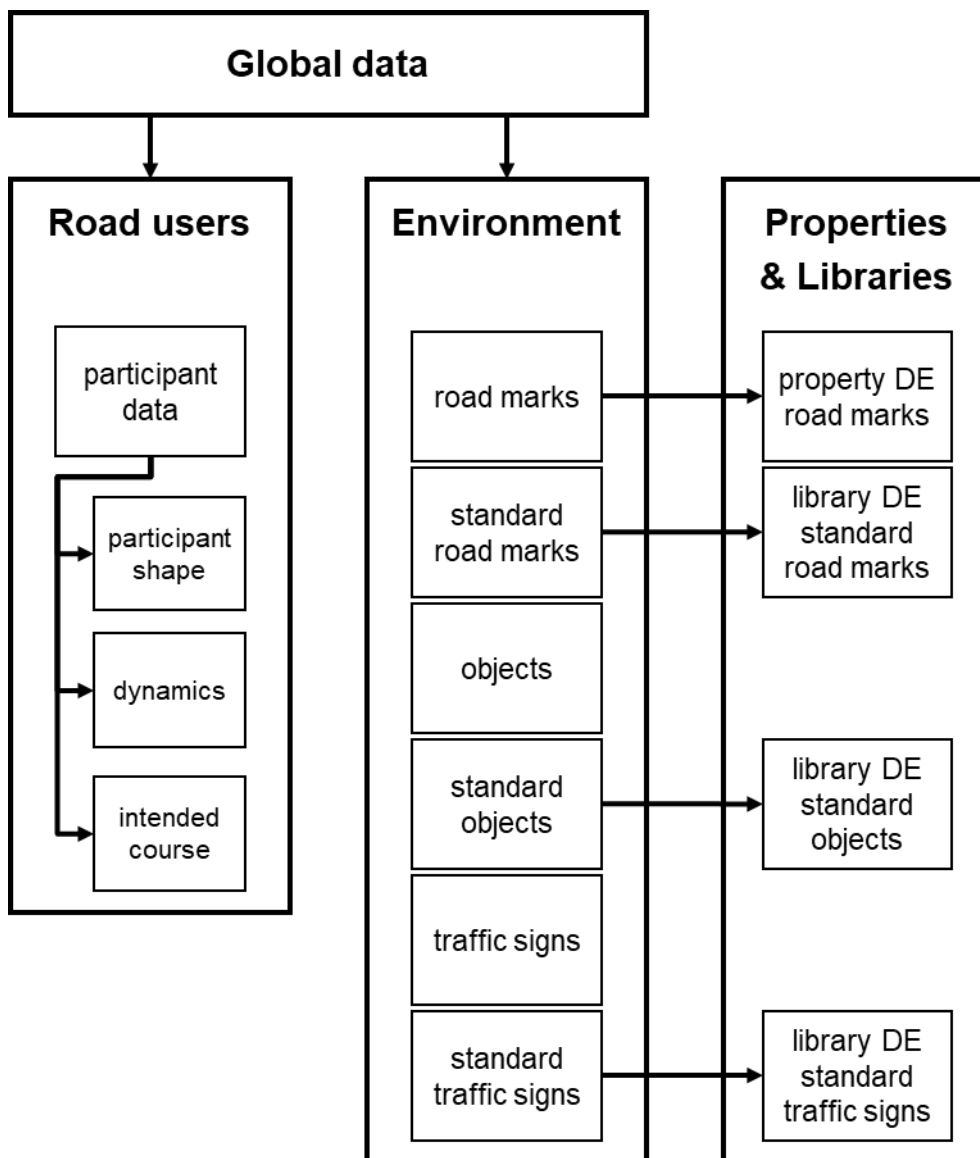 Global data
Road users
participant
data
participant
shape
dynamics
intended
course
Environment
road marks
standard
road marks
objects
standard
objects
traffic signs
standard
traffic signs
Properties
& Libraries
property DE
road marks
library DE
standard
road marks
library DE
standard
objects
library DE
standard
traffic signs